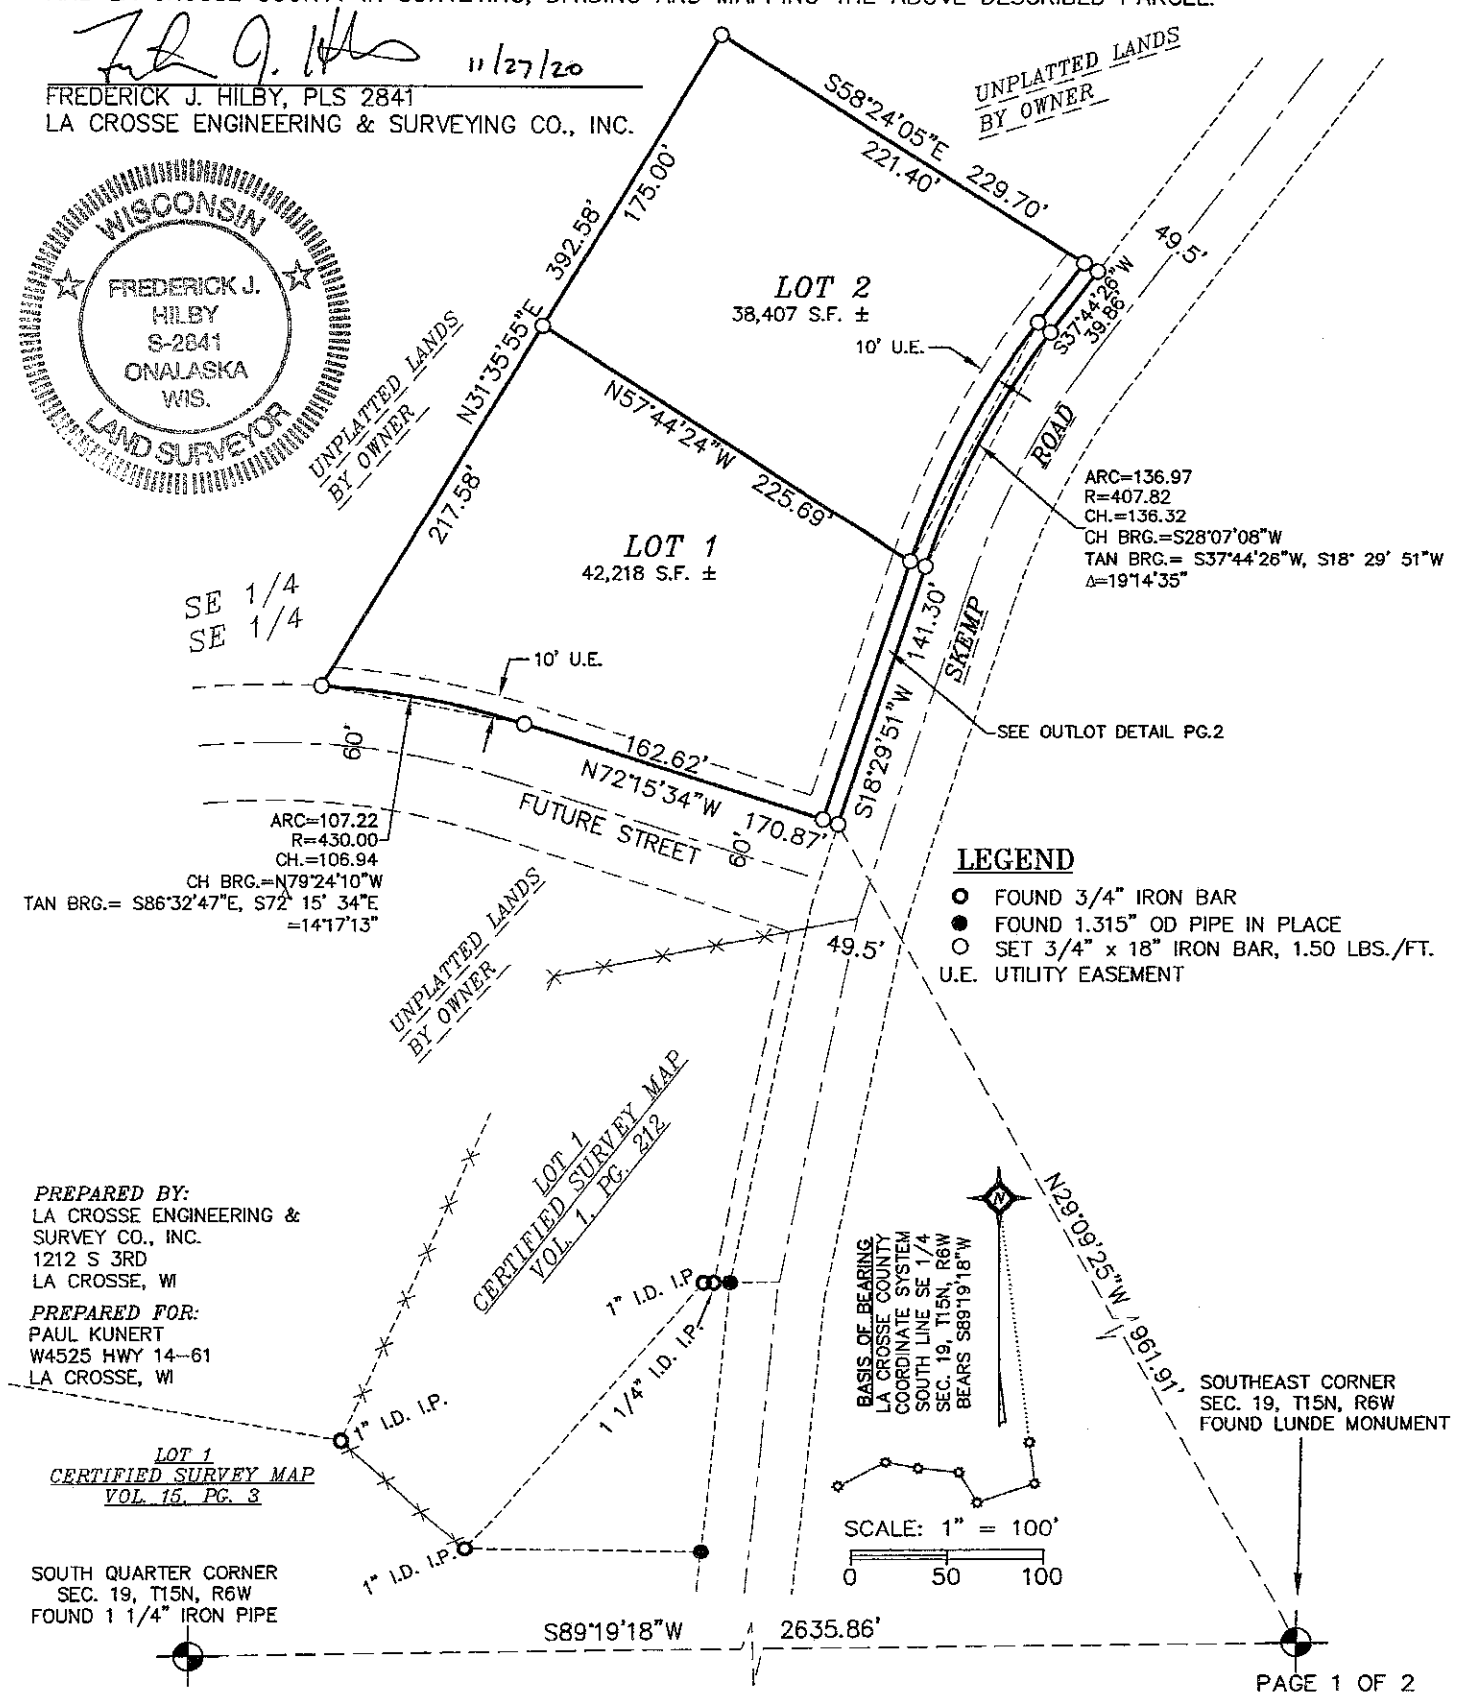 FREDERICK J. HILBY, PLS 2841
LA CROSSE ENGINEERING & SURVEYING CO., INC.
11/27/20
WISCONSIN
FREDERICK J.
HILBY
S-2841
ONALASKA
WIS.
LAND SURVEYOR
UNPLATTED LANDS
BY OWNER
S58°24'05"E
221.40'
229.70'
49.5'
392.58'
175.00'
N31°35'55"E
217.58'
UNPLATTED LANDS
BY OWNER
LOT 2
38,407 S.F. ±
10' U.E.
S37°44'26"W
39.86'
N57°44'24"W
225.69'
ROAD
ARC=136.97
R=407.82
CH.=136.32
CH BRG.=S28°07'08"W
TAN BRG.= S37°44'26"W, S18° 29' 51"W
Δ=19°14'35"
LOT 1
42,218 S.F. ±
SE 1/4
SE 1/4
10' U.E.
141.30'
S18°29'51"W
SKEMP
SEE OUTLOT DETAIL PG.2
60'
162.62'
N72°15'34"W
170.87'
FUTURE STREET
60'
ARC=107.22
R=430.00
CH.=106.94
CH BRG.=N79°24'10"W
TAN BRG.= S86°32'47"E, S72° 15' 34"E
Δ
=14°17'13"
LEGEND
FOUND 3/4" IRON BAR
FOUND 1.315" OD PIPE IN PLACE
SET 3/4" x 18" IRON BAR, 1.50 LBS./FT.
U.E. UTILITY EASEMENT
49.5'
UNPLATTED LANDS
BY OWNER
LOT 1
CERTIFIED SURVEY MAP
VOL. 1, PG. 212
PREPARED BY:
LA CROSSE ENGINEERING &
SURVEY CO., INC.
1212 S 3RD
LA CROSSE, WI
PREPARED FOR:
PAUL KUNERT
W4525 HWY 14-61
LA CROSSE, WI
1" I.D. I.P.
1 1/4" I.D. I.P.
1" I.D. I.P.
1" I.D. I.P.
LOT 1
CERTIFIED SURVEY MAP
VOL. 15, PG. 3
N
BASIS OF BEARING
LA CROSSE COUNTY
COORDINATE SYSTEM
SOUTH LINE SE 1/4
SEC. 19, T15N, R6W
BEARS S89°19'18"W
N29°09'25"W
961.91'
SOUTHEAST CORNER
SEC. 19, T15N, R6W
FOUND LUNDE MONUMENT
SCALE: 1" = 100'
0 50 100
SOUTH QUARTER CORNER
SEC. 19, T15N, R6W
FOUND 1 1/4" IRON PIPE
S89°19'18"W 2635.86'
PAGE 1 OF 2